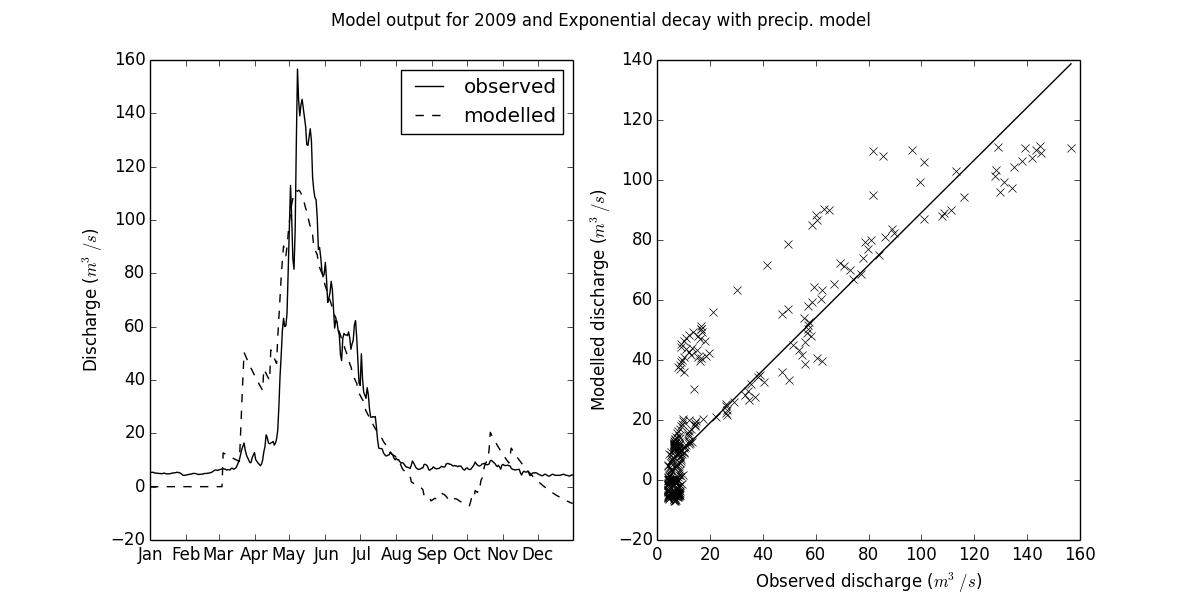 Model output for 2009 and Exponential decay with precip. model
observed
modelled
Discharge (m³ /s)
160
140
120
100
80
60
40
20
0
−20
Jan Feb Mar Apr May Jun Jul Aug Sep Oct Nov Dec
Modelled discharge (m³ /s)
140
120
100
80
60
40
20
0
−20
0 20 40 60 80 100 120 140 160
Observed discharge (m³ /s)